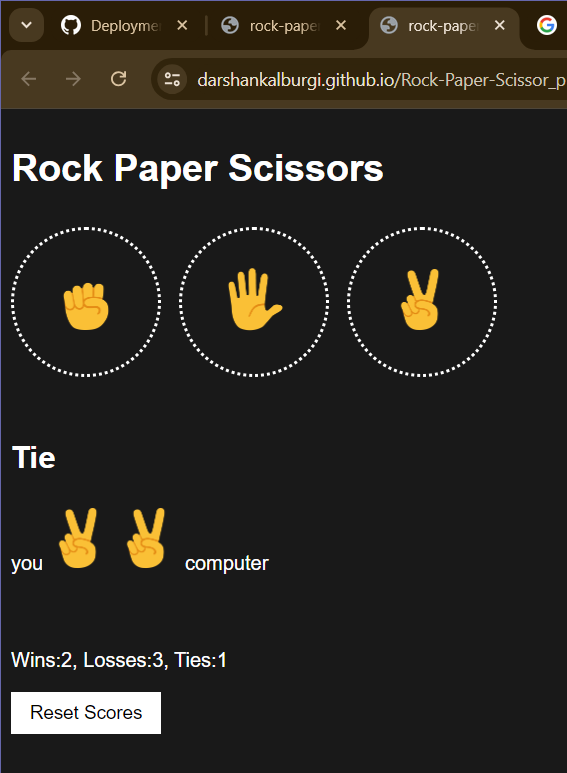 Deployme
rock-pape
rock-pape
darshankalburgi.github.io/Rock-Paper-Scissor_p
Rock Paper Scissors
Tie
you computer
Wins:2, Losses:3, Ties:1
Reset Scores